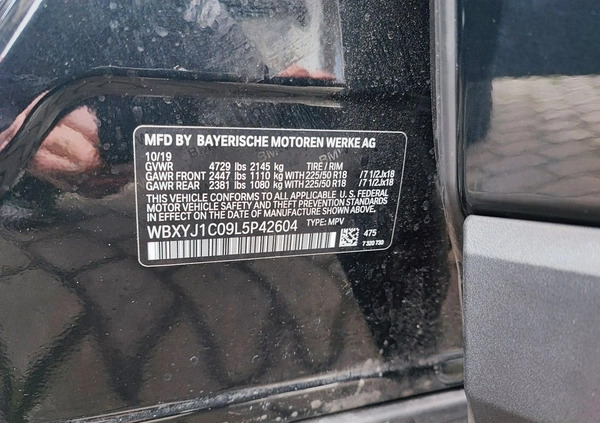 MFD BY BAYERISCHE MOTOREN WERKE AG
10/19
GVWR 4729 lbs 2145 kg TIRE / RIM
GAWR FRONT 2447 lbs 1110 kg WITH 225/50 R18 / 7 1/2Jx18
GAWR REAR 2381 lbs 1080 kg WITH 225/50 R18 / 7 1/2Jx18
THIS VEHICLE CONFORMS TO ALL APPLICABLE U. S. FEDERAL
MOTOR VEHICLE SAFETY AND THEFT PREVENTION STANDARDS
IN EFFECT ON THE DATE OF MANUFACTURE SHOWN ABOVE.
WBXYJ1C09L5P42604 TYPE: MPV
475
7 320 730